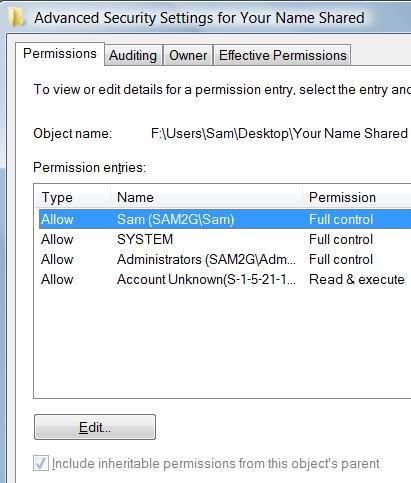 Advanced Security Settings for Your Name Shared
Permissions Auditing Owner Effective Permissions
To view or edit details for a permission entry, select the entry and
Object name: F:\Users\Sam\Desktop\Your Name Shared
Permission entries:
Type Name Permission
Allow Sam (SAM2G\Sam) Full control
Allow SYSTEM Full control
Allow Administrators (SAM2G\Adm... Full control
Allow Account Unknown(S-1-5-21-1... Read & execute
Edit...
Include inheritable permissions from this object's parent